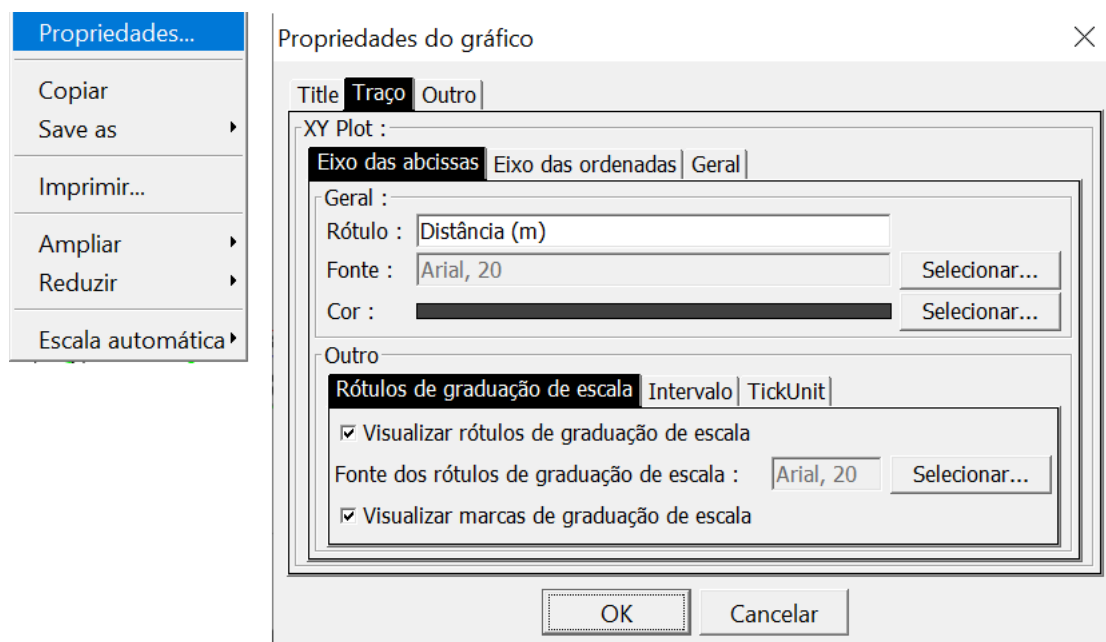 Propriedades...
Copiar
Save as
Imprimir...
Ampliar
Reduzir
Escala automática
Propriedades do gráfico
Title Traço Outro
XY Plot :
Eixo das abcissas Eixo das ordenadas Geral
Geral :
Rótulo : Distância (m)
Fonte : Arial, 20 Selecionar...
Cor : Selecionar...
Outro
Rótulos de graduação de escala Intervalo TickUnit
Visualizar rótulos de graduação de escala
Fonte dos rótulos de graduação de escala : Arial, 20 Selecionar...
Visualizar marcas de graduação de escala
OK Cancelar